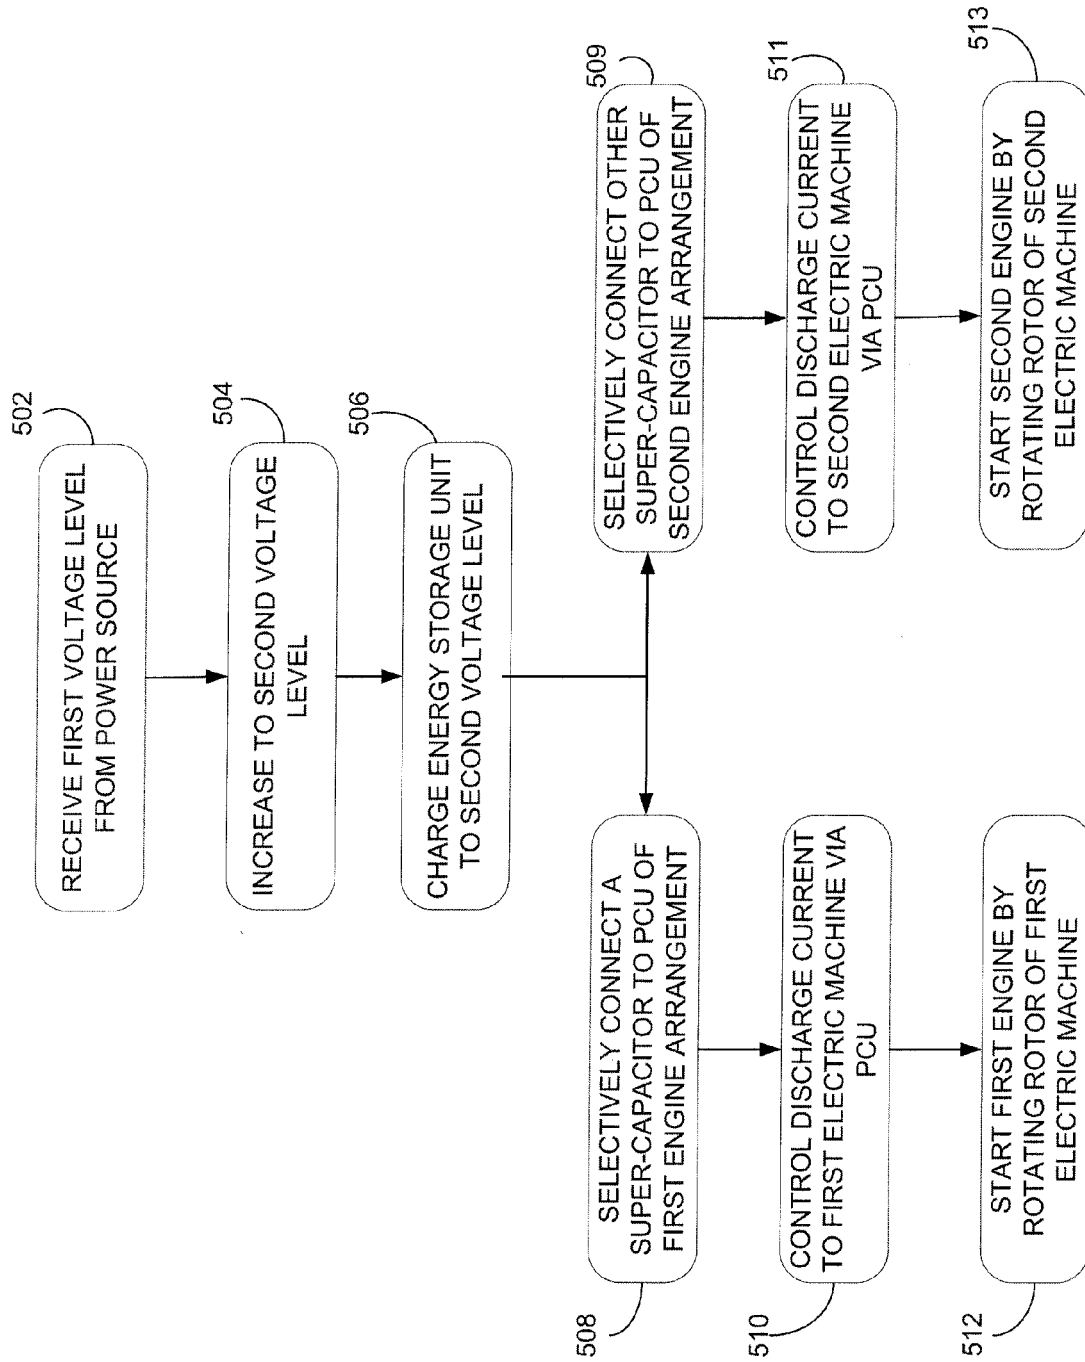 502
RECEIVE FIRST VOLTAGE LEVEL
FROM POWER SOURCE
504
INCREASE TO SECOND VOLTAGE
LEVEL
506
CHARGE ENERGY STORAGE UNIT
TO SECOND VOLTAGE LEVEL
508
SELECTIVELY CONNECT A
SUPER-CAPACITOR TO PCU OF
FIRST ENGINE ARRANGEMENT
510
CONTROL DISCHARGE CURRENT
TO FIRST ELECTRIC MACHINE VIA
PCU
512
START FIRST ENGINE BY
ROTATING ROTOR OF FIRST
ELECTRIC MACHINE
509
SELECTIVELY CONNECT OTHER
SUPER-CAPACITOR TO PCU OF
SECOND ENGINE ARRANGEMENT
511
CONTROL DISCHARGE CURRENT
TO SECOND ELECTRIC MACHINE
VIA PCU
513
START SECOND ENGINE BY
ROTATING ROTOR OF SECOND
ELECTRIC MACHINE